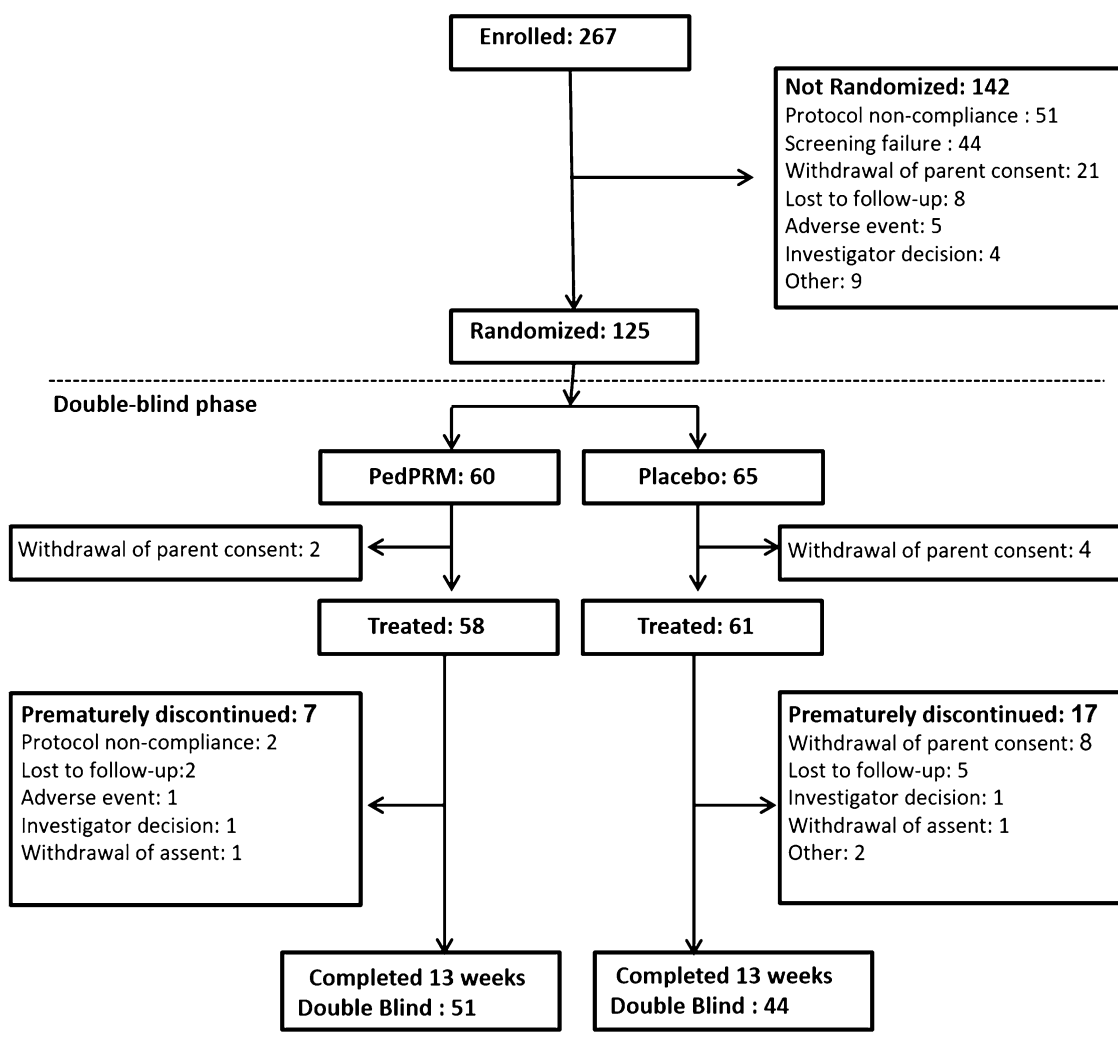 Enrolled: 267
Not Randomized: 142
Protocol non-compliance : 51
Screening failure : 44
Withdrawal of parent consent: 21
Lost to follow-up: 8
Adverse event: 5
Investigator decision: 4
Other: 9
Randomized: 125
Double-blind phase
PedPRM: 60
Placebo: 65
Withdrawal of parent consent: 2
Withdrawal of parent consent: 4
Treated: 58
Treated: 61
Prematurely discontinued: 7
Protocol non-compliance: 2
Lost to follow-up:2
Adverse event: 1
Investigator decision: 1
Withdrawal of assent: 1
Prematurely discontinued: 17
Withdrawal of parent consent: 8
Lost to follow-up: 5
Investigator decision: 1
Withdrawal of assent: 1
Other: 2
Completed 13 weeks
Double Blind : 51
Completed 13 weeks
Double Blind : 44